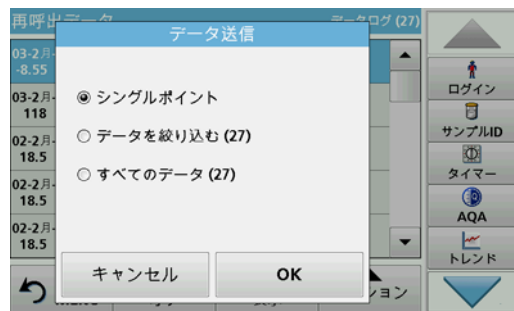 再呼出データ
データログ (27)
データ送信
03-2月-
-8.55
03-2月-
118
02-2月-
18.5
02-2月-
18.5
02-2月-
18.5
シングルポイント
データを絞り込む (27)
すべてのデータ (27)
キャンセル
OK
ション
ログイン
サンプルID
タイマー
AQA
トレンド